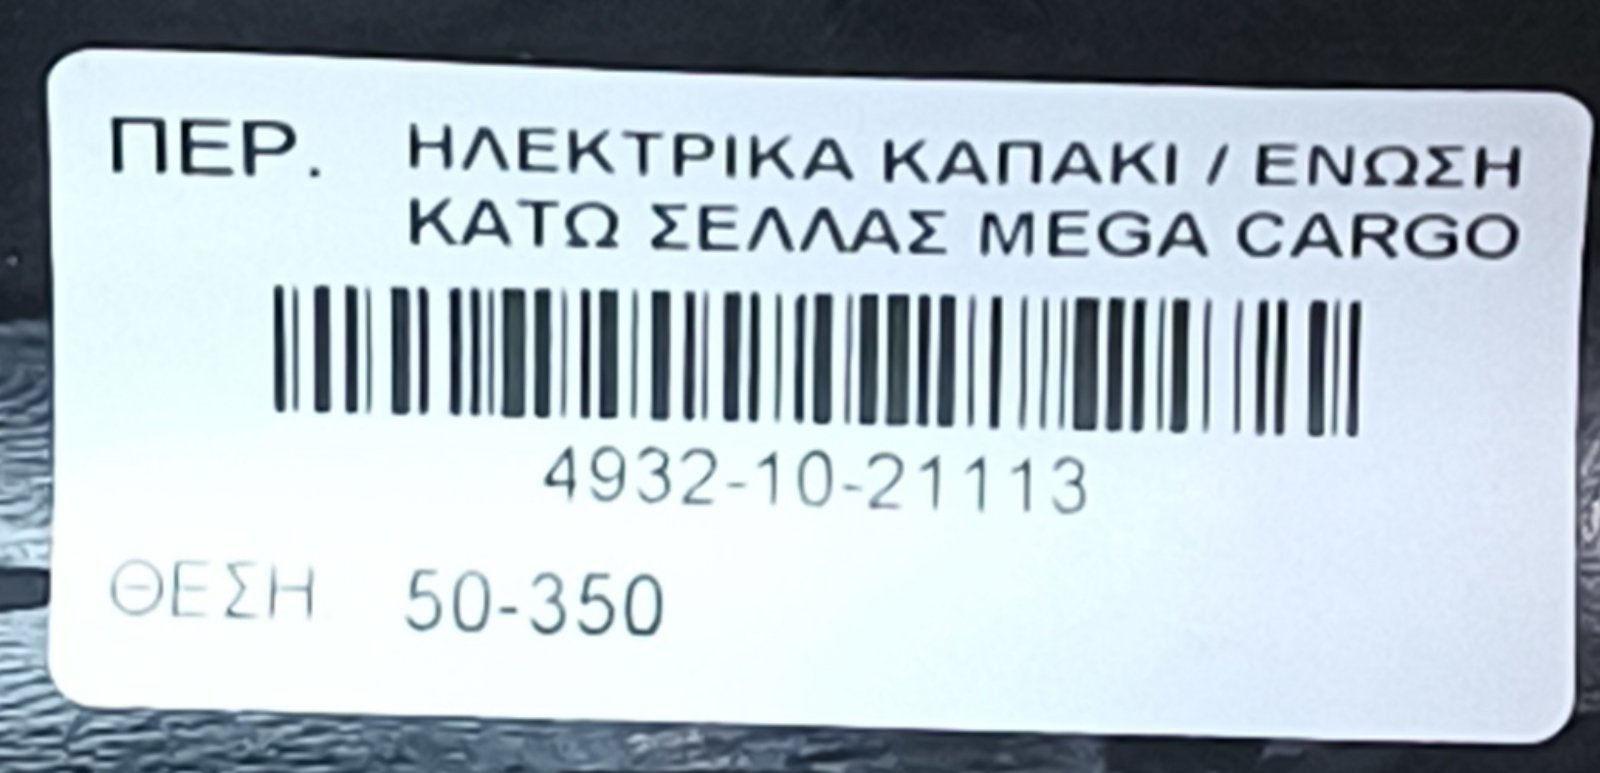 ΠΕΡ. ΗΛΕΚΤΡΙΚΑ ΚΑΠΑΚΙ / ΕΝΩΣΗ
ΚΑΤΩ ΣΕΛΛΑΣ MEGA CARGO
4932-10-21113
ΘΕΣΗ 50-350